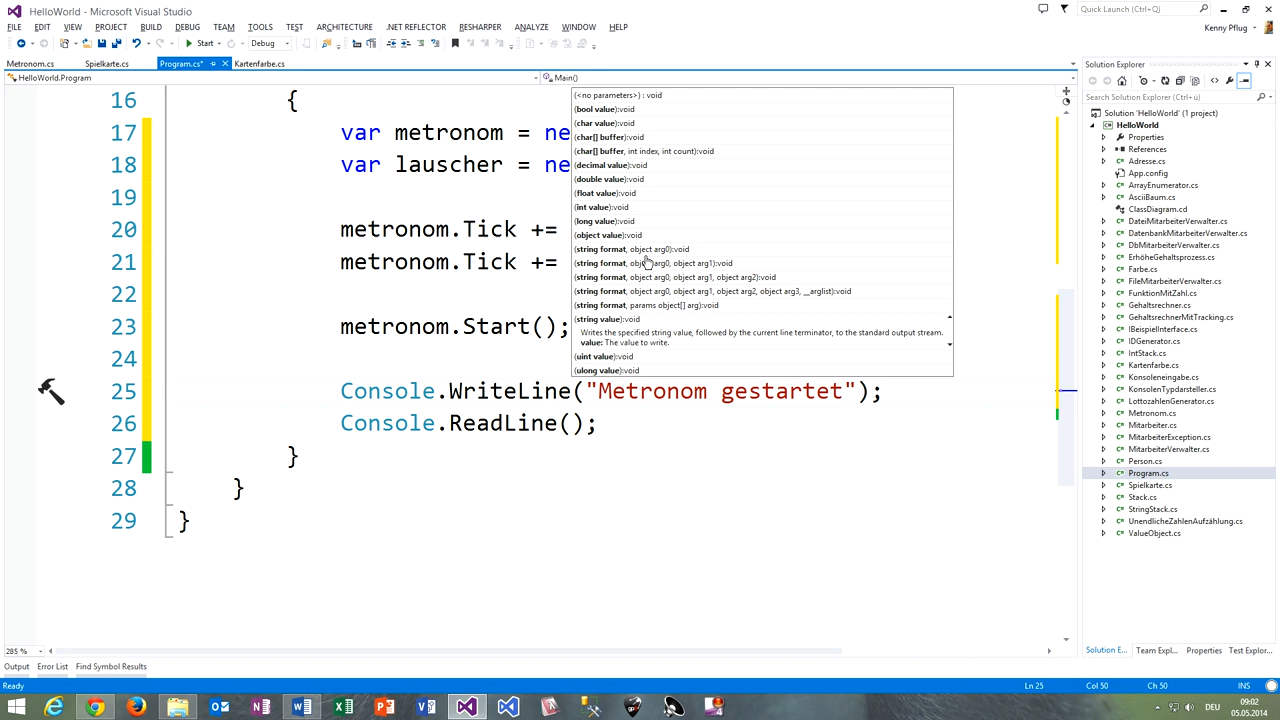 HelloWorld - Microsoft Visual Studio
Quick Launch (Ctrl+Q)
FILE EDIT VIEW PROJECT BUILD DEBUG TEAM TOOLS TEST ARCHITECTURE .NET REFLECTOR RESHARPER ANALYZE WINDOW HELP
Kenny Pflug
Start Debug
Metronom.cs Spielkarte.cs Program.cs* Kartenfarbe.cs
HelloWorld.Program Main()
16 {
17 var metronom = ne
18 var lauscher = ne
19
20 metronom.Tick +=
21 metronom.Tick +=
22
23 metronom.Start();
24
25 Console.WriteLine("Metronom gestartet");
26 Console.ReadLine();
27 }
28 }
29 }
(<no parameters>) : void
(bool value):void
(char value):void
(char[] buffer):void
(char[] buffer, int index, int count):void
(decimal value):void
(double value):void
(float value):void
(int value):void
(long value):void
(object value):void
(string format, object arg0):void
(string format, object arg0, object arg1):void
(string format, object arg0, object arg1, object arg2):void
(string format, object arg0, object arg1, object arg2, object arg3, __arglist):void
(string format, params object[] arg):void
(string value):void
Writes the specified string value, followed by the current line terminator, to the standard output stream.
value: The value to write.
(uint value):void
(ulong value):void
Solution Explorer
Search Solution Explorer (Ctrl+ü)
Solution 'HelloWorld' (1 project)
HelloWorld
Properties
References
Adresse.cs
App.config
ArrayEnumerator.cs
AsciiBaum.cs
ClassDiagram.cd
DateiMitarbeiterVerwalter.cs
DatenbankMitarbeiterVerwalter.cs
DbMitarbeiterVerwalter.cs
ErhöheGehaltsprozess.cs
Farbe.cs
FileMitarbeiterVerwalter.cs
FunktionMitZahl.cs
Gehaltsrechner.cs
GehaltsrechnerMitTracking.cs
IBeispielInterface.cs
IDGenerator.cs
IntStack.cs
Kartenfarbe.cs
Konsoleneingabe.cs
KonsolenTypdarsteller.cs
LottozahlenGenerator.cs
Metronom.cs
Mitarbeiter.cs
MitarbeiterException.cs
MitarbeiterVerwalter.cs
Person.cs
Program.cs
Spielkarte.cs
Stack.cs
StringStack.cs
UnendlicheZahlenAufzählung.cs
ValueObject.cs
285 %
Solution E... Team Expl... Properties Test Explor...
Output Error List Find Symbol Results
Ready Ln 25 Col 50 Ch 50 INS
DEU 09:02
05.05.2014